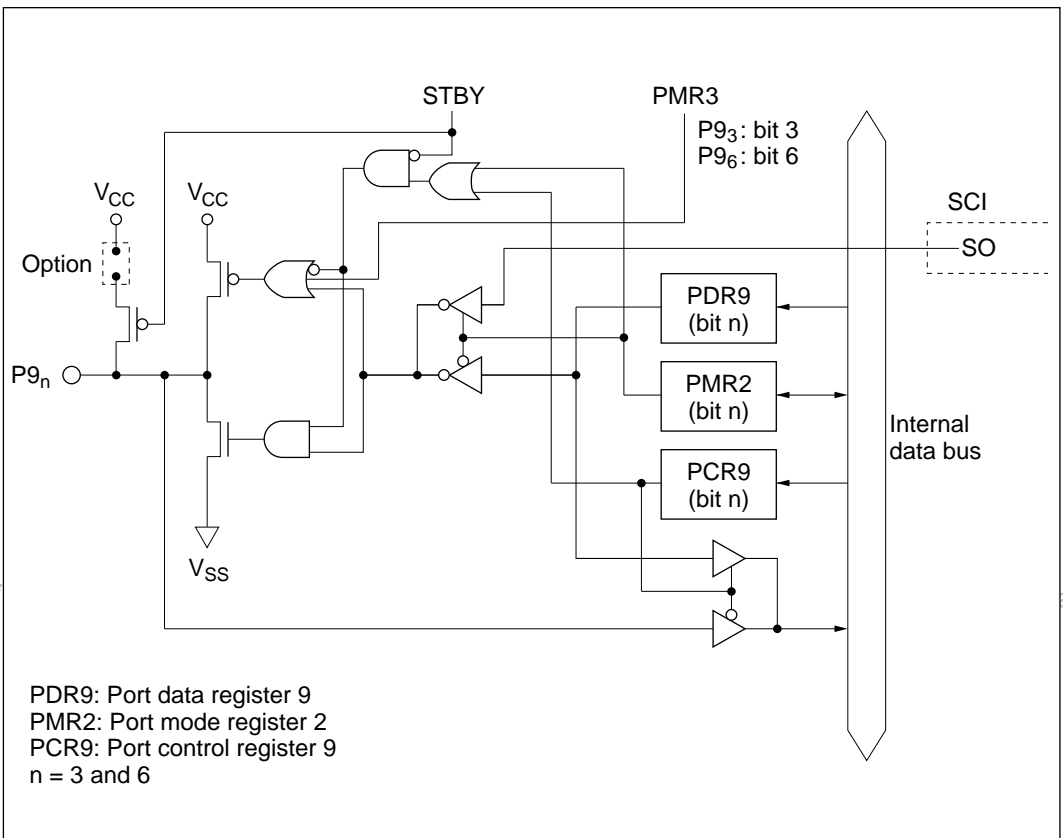 STBY
PMR3
P9₃: bit 3
P9₆: bit 6
V_CC
V_CC
SCI
SO
Option
PDR9
(bit n)
P9ₙ
PMR2
(bit n)
Internal
data bus
PCR9
(bit n)
V_SS
PDR9: Port data register 9
PMR2: Port mode register 2
PCR9: Port control register 9
n = 3 and 6